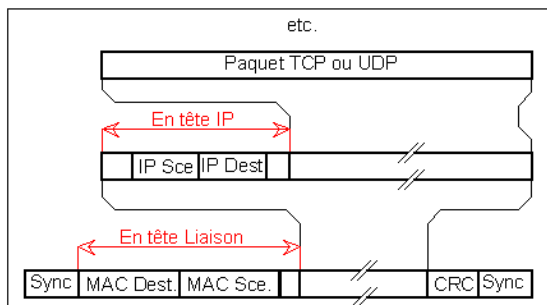 etc.
Paquet TCP ou UDP
En tête IP
IP Sce IP Dest
En tête Liaison
Sync MAC Dest. MAC Sce. CRC Sync